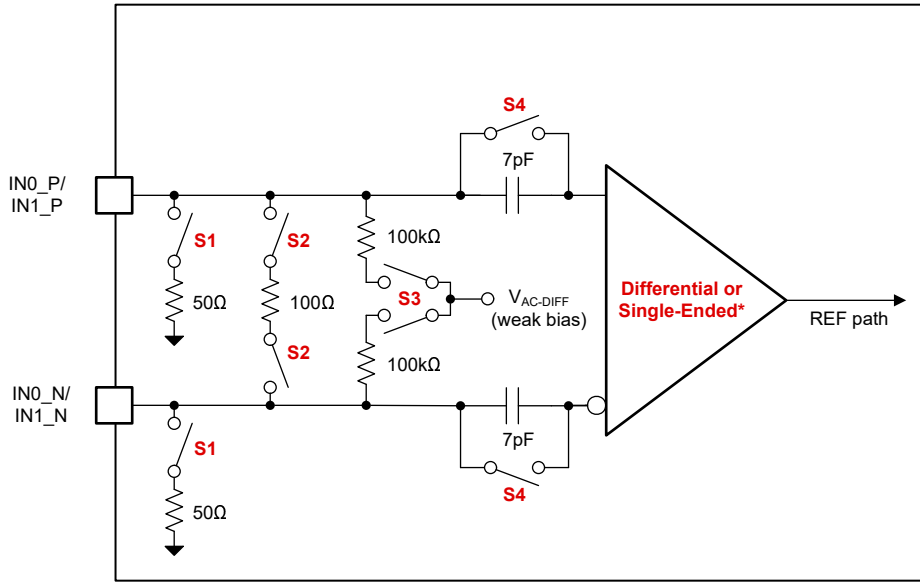 S4
7pF
IN0_P/
IN1_P
S1
S2
100kΩ
50Ω
100Ω
S3
V_AC-DIFF
(weak bias)
Differential or
Single-Ended*
REF path
S2
100kΩ
IN0_N/
IN1_N
7pF
S1
S4
50Ω